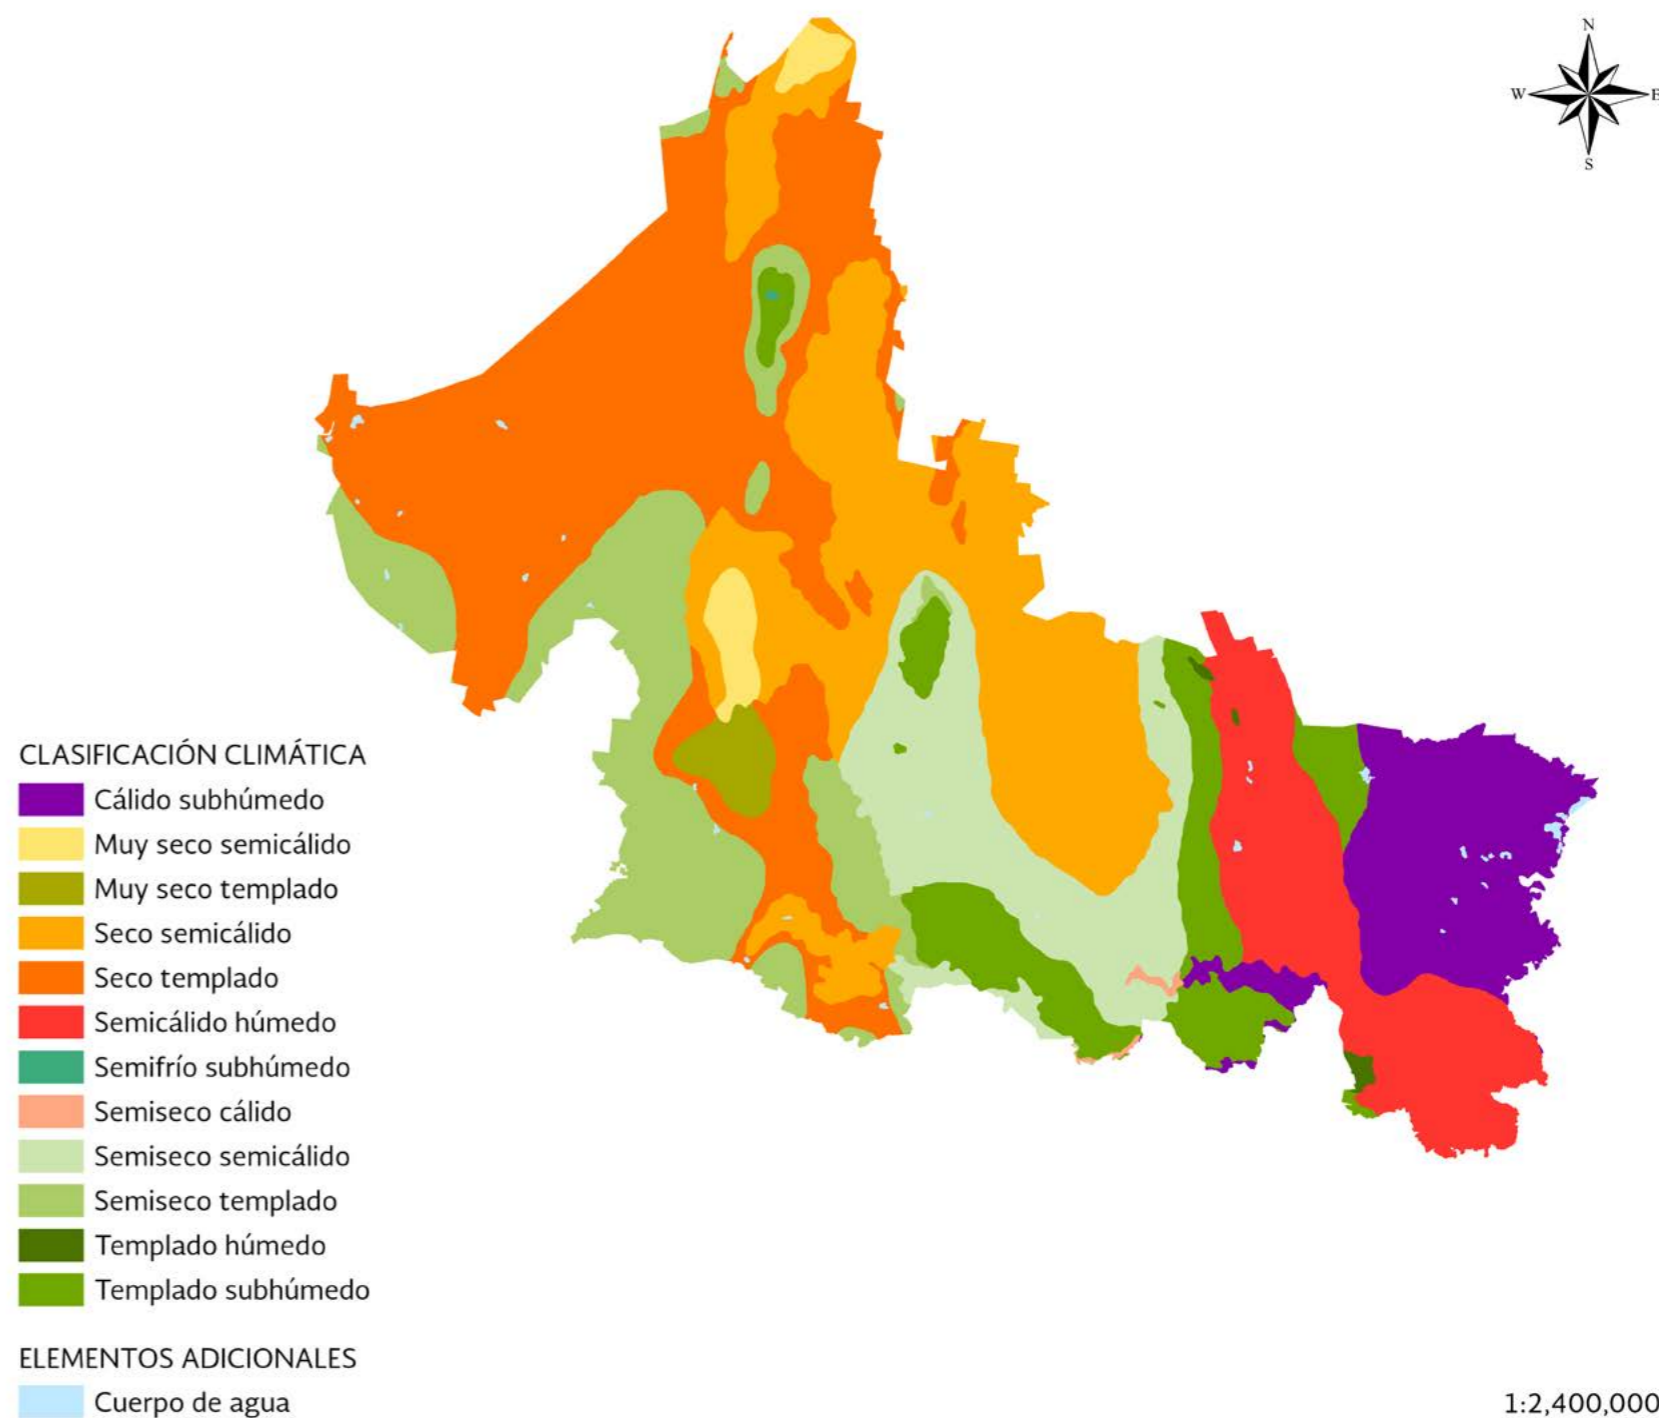 N
W E
S
CLASIFICACIÓN CLIMÁTICA
Cálido subhúmedo
Muy seco semicálido
Muy seco templado
Seco semicálido
Seco templado
Semicálido húmedo
Semifrío subhúmedo
Semiseco cálido
Semiseco semicálido
Semiseco templado
Templado húmedo
Templado subhúmedo
ELEMENTOS ADICIONALES
Cuerpo de agua
1:2,400,000